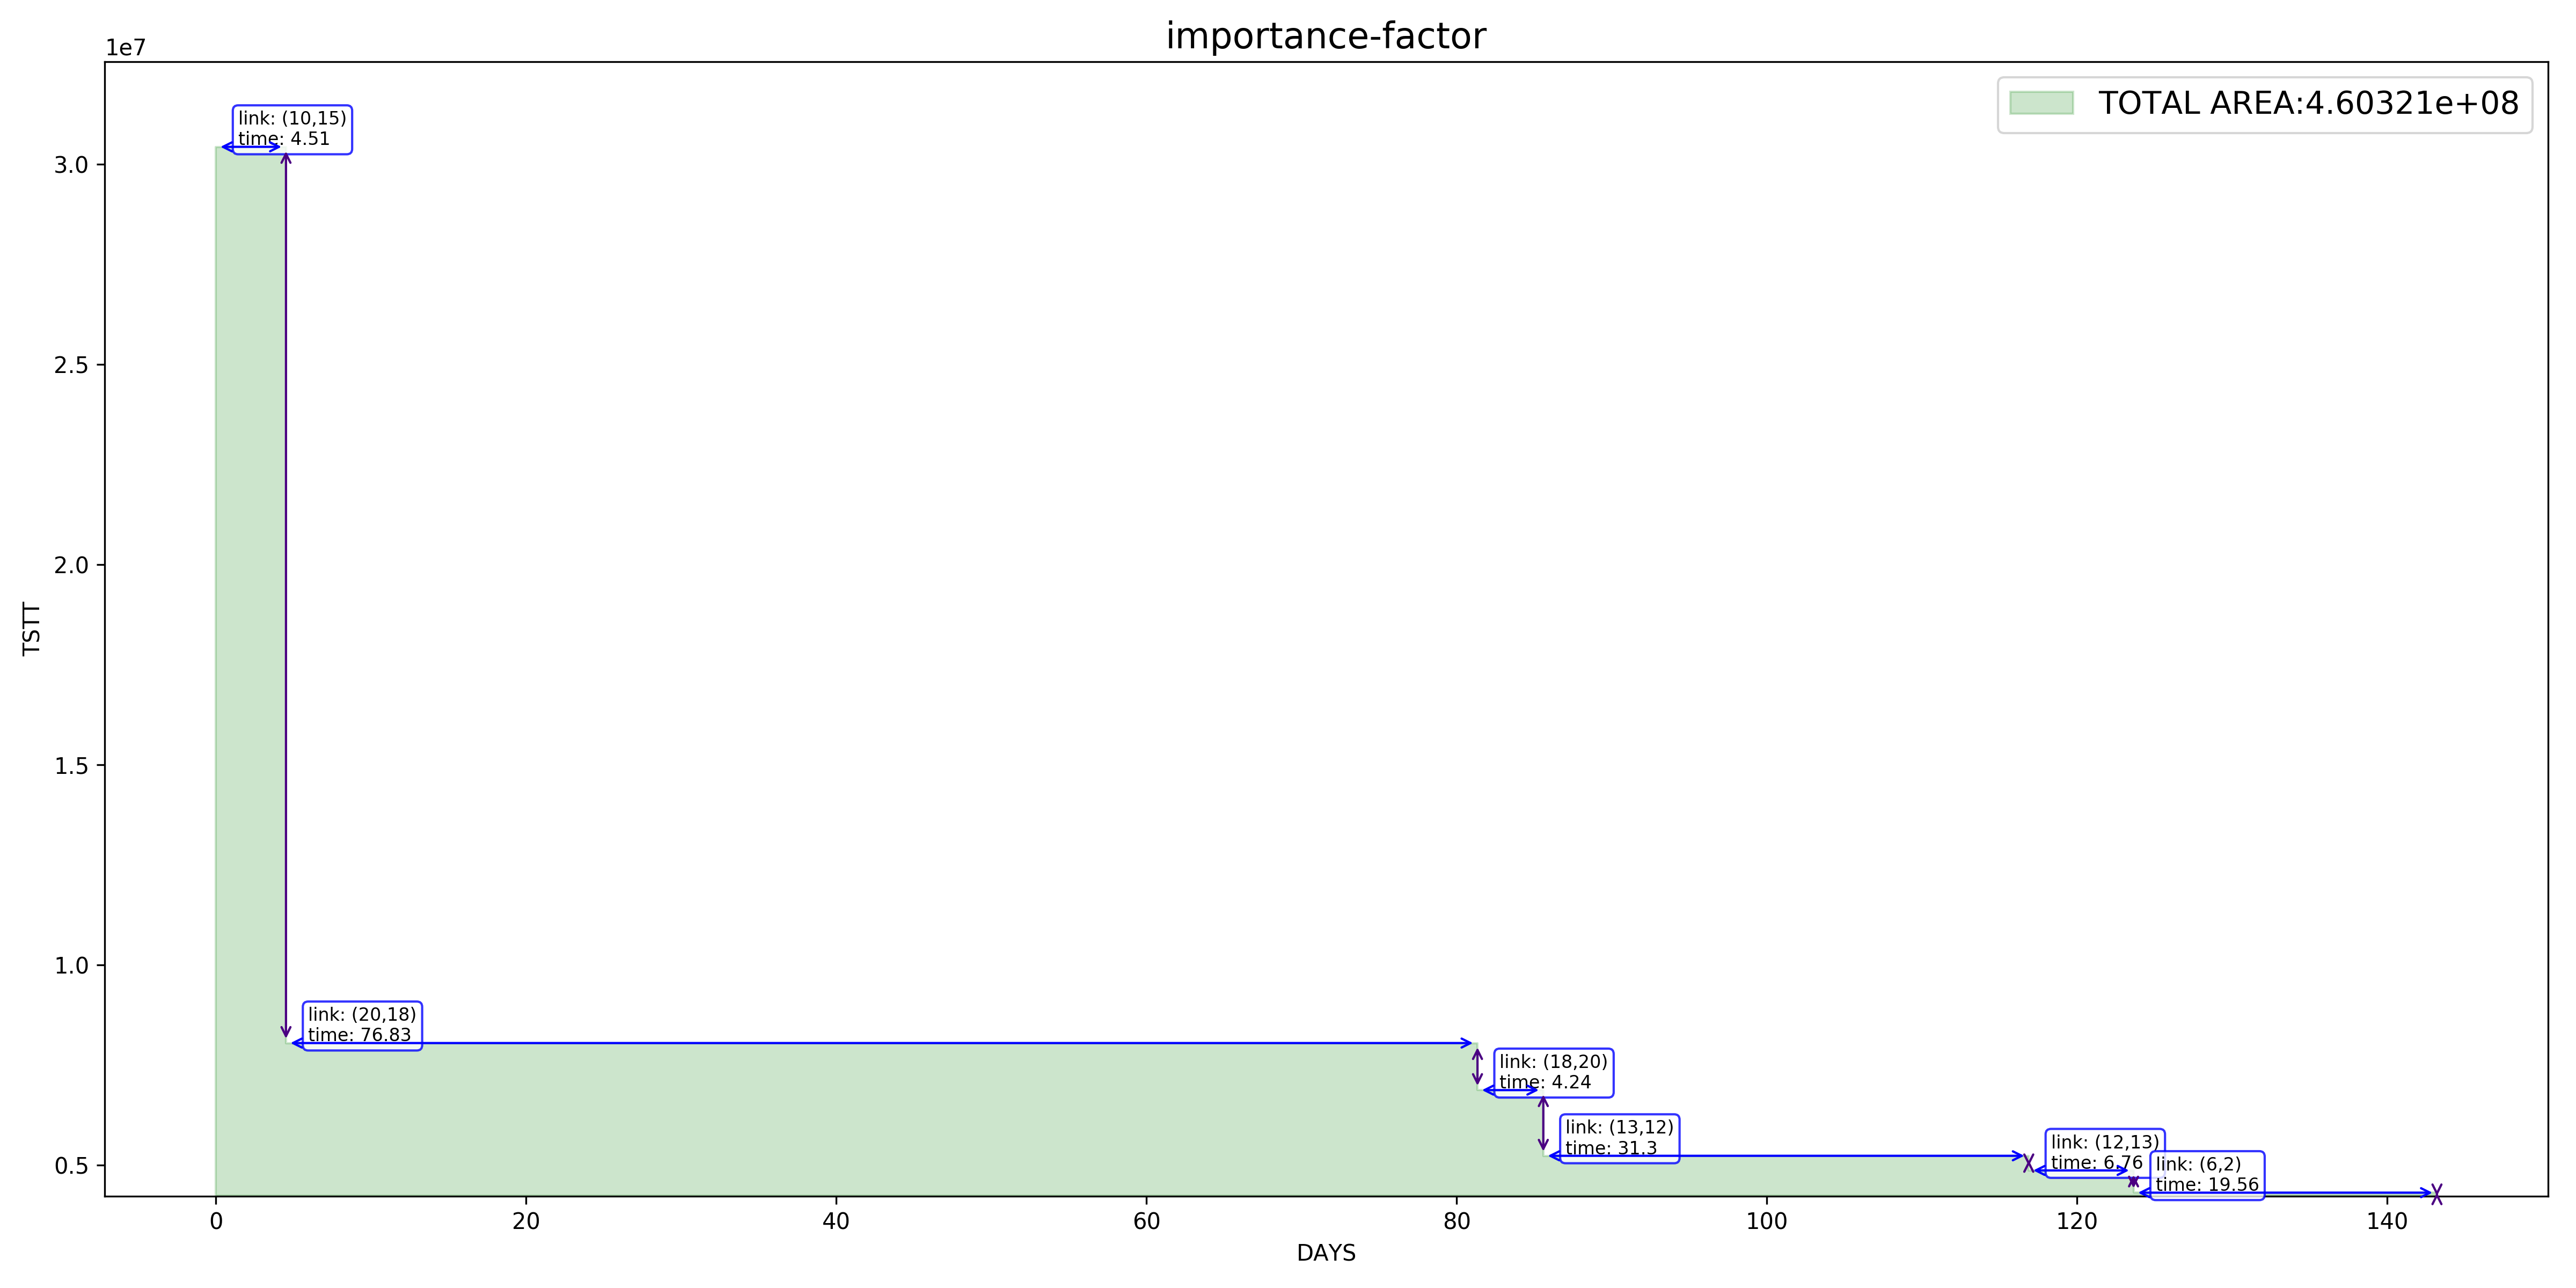 importance-factor
1e7
TOTAL AREA:4.60321e+08
link: (10,15)
time: 4.51
3.0
2.5
2.0
1.5
1.0
0.5
TSTT
link: (20,18)
time: 76.83
link: (18,20)
time: 4.24
link: (13,12)
time: 31.3
link: (12,13)
time: 6.76
link: (6,2)
time: 19.56
0 20 40 60 80 100 120 140
DAYS